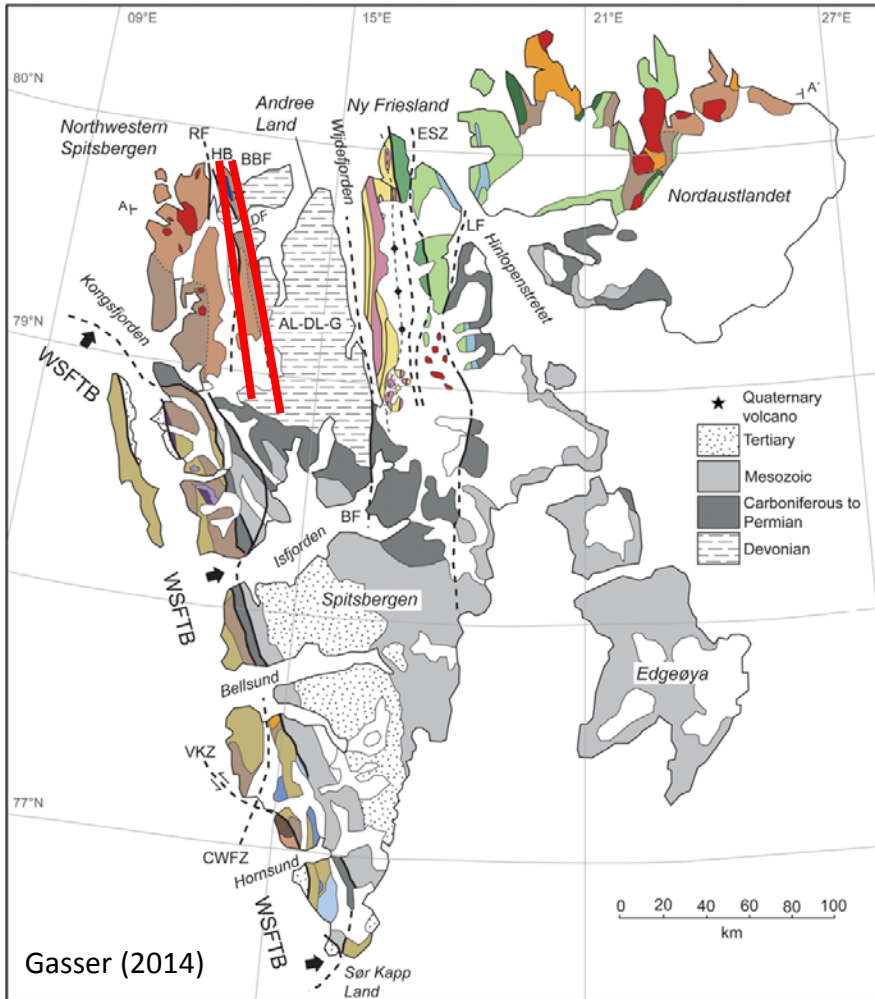 09°E
15°E
21°E
27°E
80°N
79°N
77°N
Northwestern
Spitsbergen
RF
HB
BBF
DF
Andree
Land
Wijdefjorden
Ny Friesland
ESZ
LF
Hinlopenstretet
Nordaustlandet
A
A`
Kongsfjorden
AL-DL-G
WSFTB
BF
Isfjorden
WSFTB
Spitsbergen
Bellsund
Edgeøya
VKZ
CWFZ
Hornsund
WSFTB
Sør Kapp
Land
Quaternary
volcano
Tertiary
Mesozoic
Carboniferous to
Permian
Devonian
0 20 40 60 80 100
km
Gasser (2014)